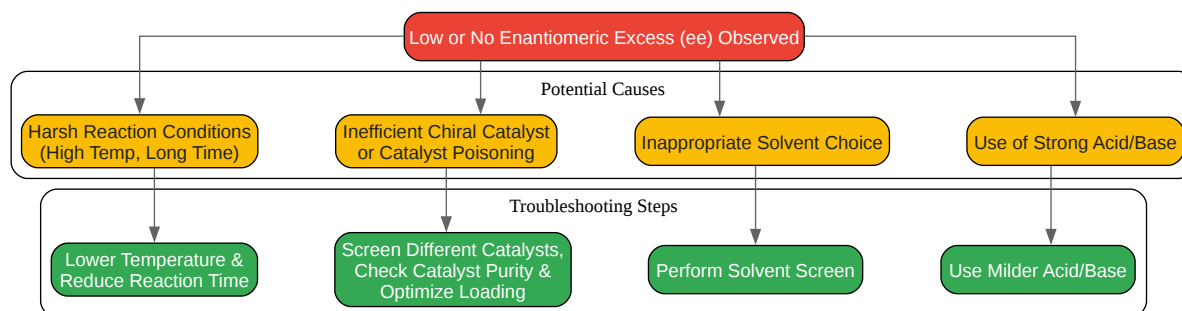 Low or No Enantiomeric Excess (ee) Observed
Potential Causes
Harsh Reaction Conditions
(High Temp, Long Time)
Inefficient Chiral Catalyst
or Catalyst Poisoning
Inappropriate Solvent Choice
Use of Strong Acid/Base
Troubleshooting Steps
Lower Temperature &
Reduce Reaction Time
Screen Different Catalysts,
Check Catalyst Purity &
Optimize Loading
Perform Solvent Screen
Use Milder Acid/Base